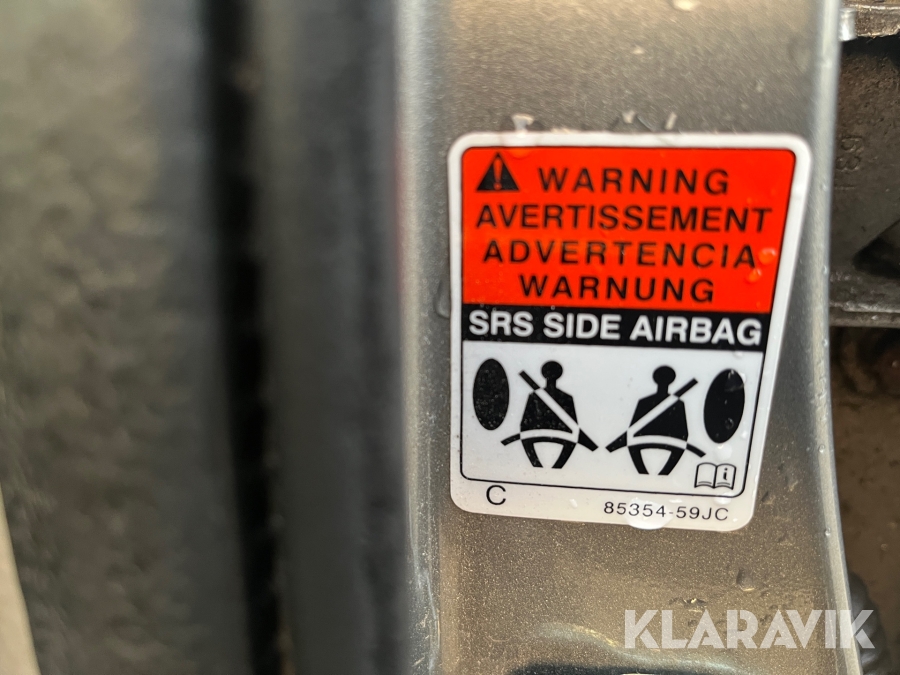 WARNING
AVERTISSEMENT
ADVERTENCIA
WARNUNG
SRS SIDE AIRBAG
i
C
85354-59JC
KLARAVIK